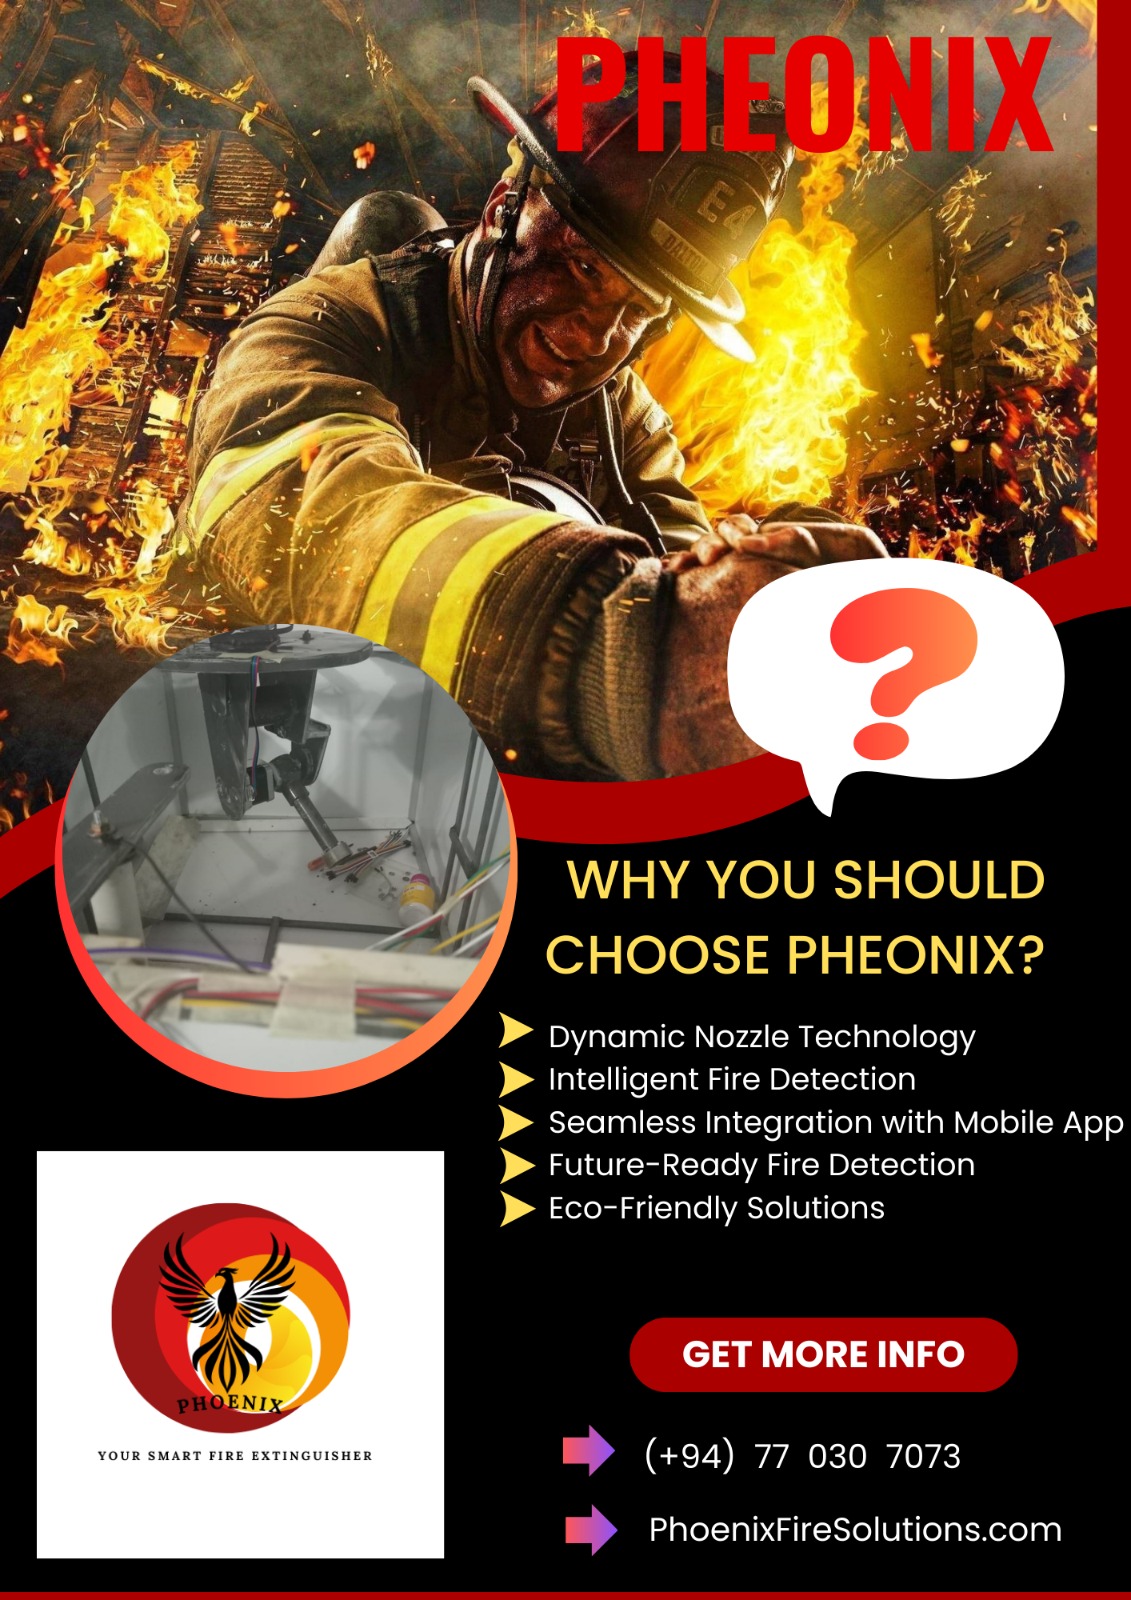 PHEONIX
E4
WHY YOU SHOULD
CHOOSE PHEONIX?
Dynamic Nozzle Technology
Intelligent Fire Detection
Seamless Integration with Mobile App
Future-Ready Fire Detection
Eco-Friendly Solutions
PHOENIX
YOUR SMART FIRE EXTINGUISHER
GET MORE INFO
(+94) 77 030 7073
PhoenixFireSolutions.com